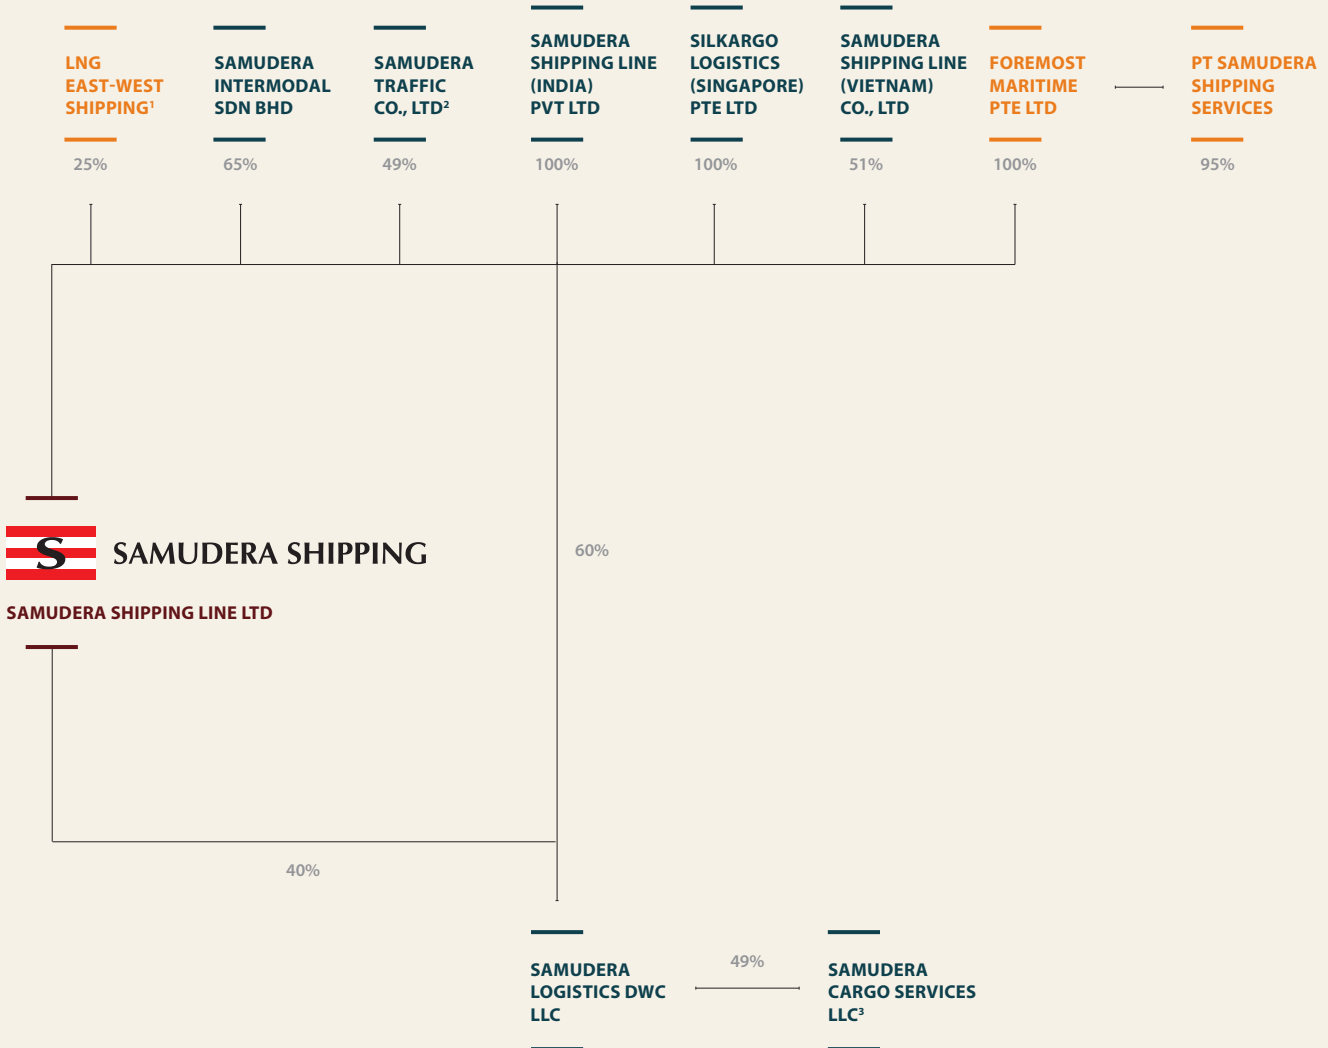 LNG
EAST-WEST
SHIPPING¹
25%
SAMUDERA
INTERMODAL
SDN BHD
65%
SAMUDERA
TRAFFIC
CO., LTD²
49%
SAMUDERA
SHIPPING LINE
(INDIA)
PVT LTD
100%
SILKARGO
LOGISTICS
(SINGAPORE)
PTE LTD
100%
SAMUDERA
SHIPPING LINE
(VIETNAM)
CO., LTD
51%
FOREMOST
MARITIME
PTE LTD
100%
PT SAMUDERA
SHIPPING
SERVICES
95%
S SAMUDERA SHIPPING
SAMUDERA SHIPPING LINE LTD
60%
40%
SAMUDERA
LOGISTICS DWC
LLC
49%
SAMUDERA
CARGO SERVICES
LLC³